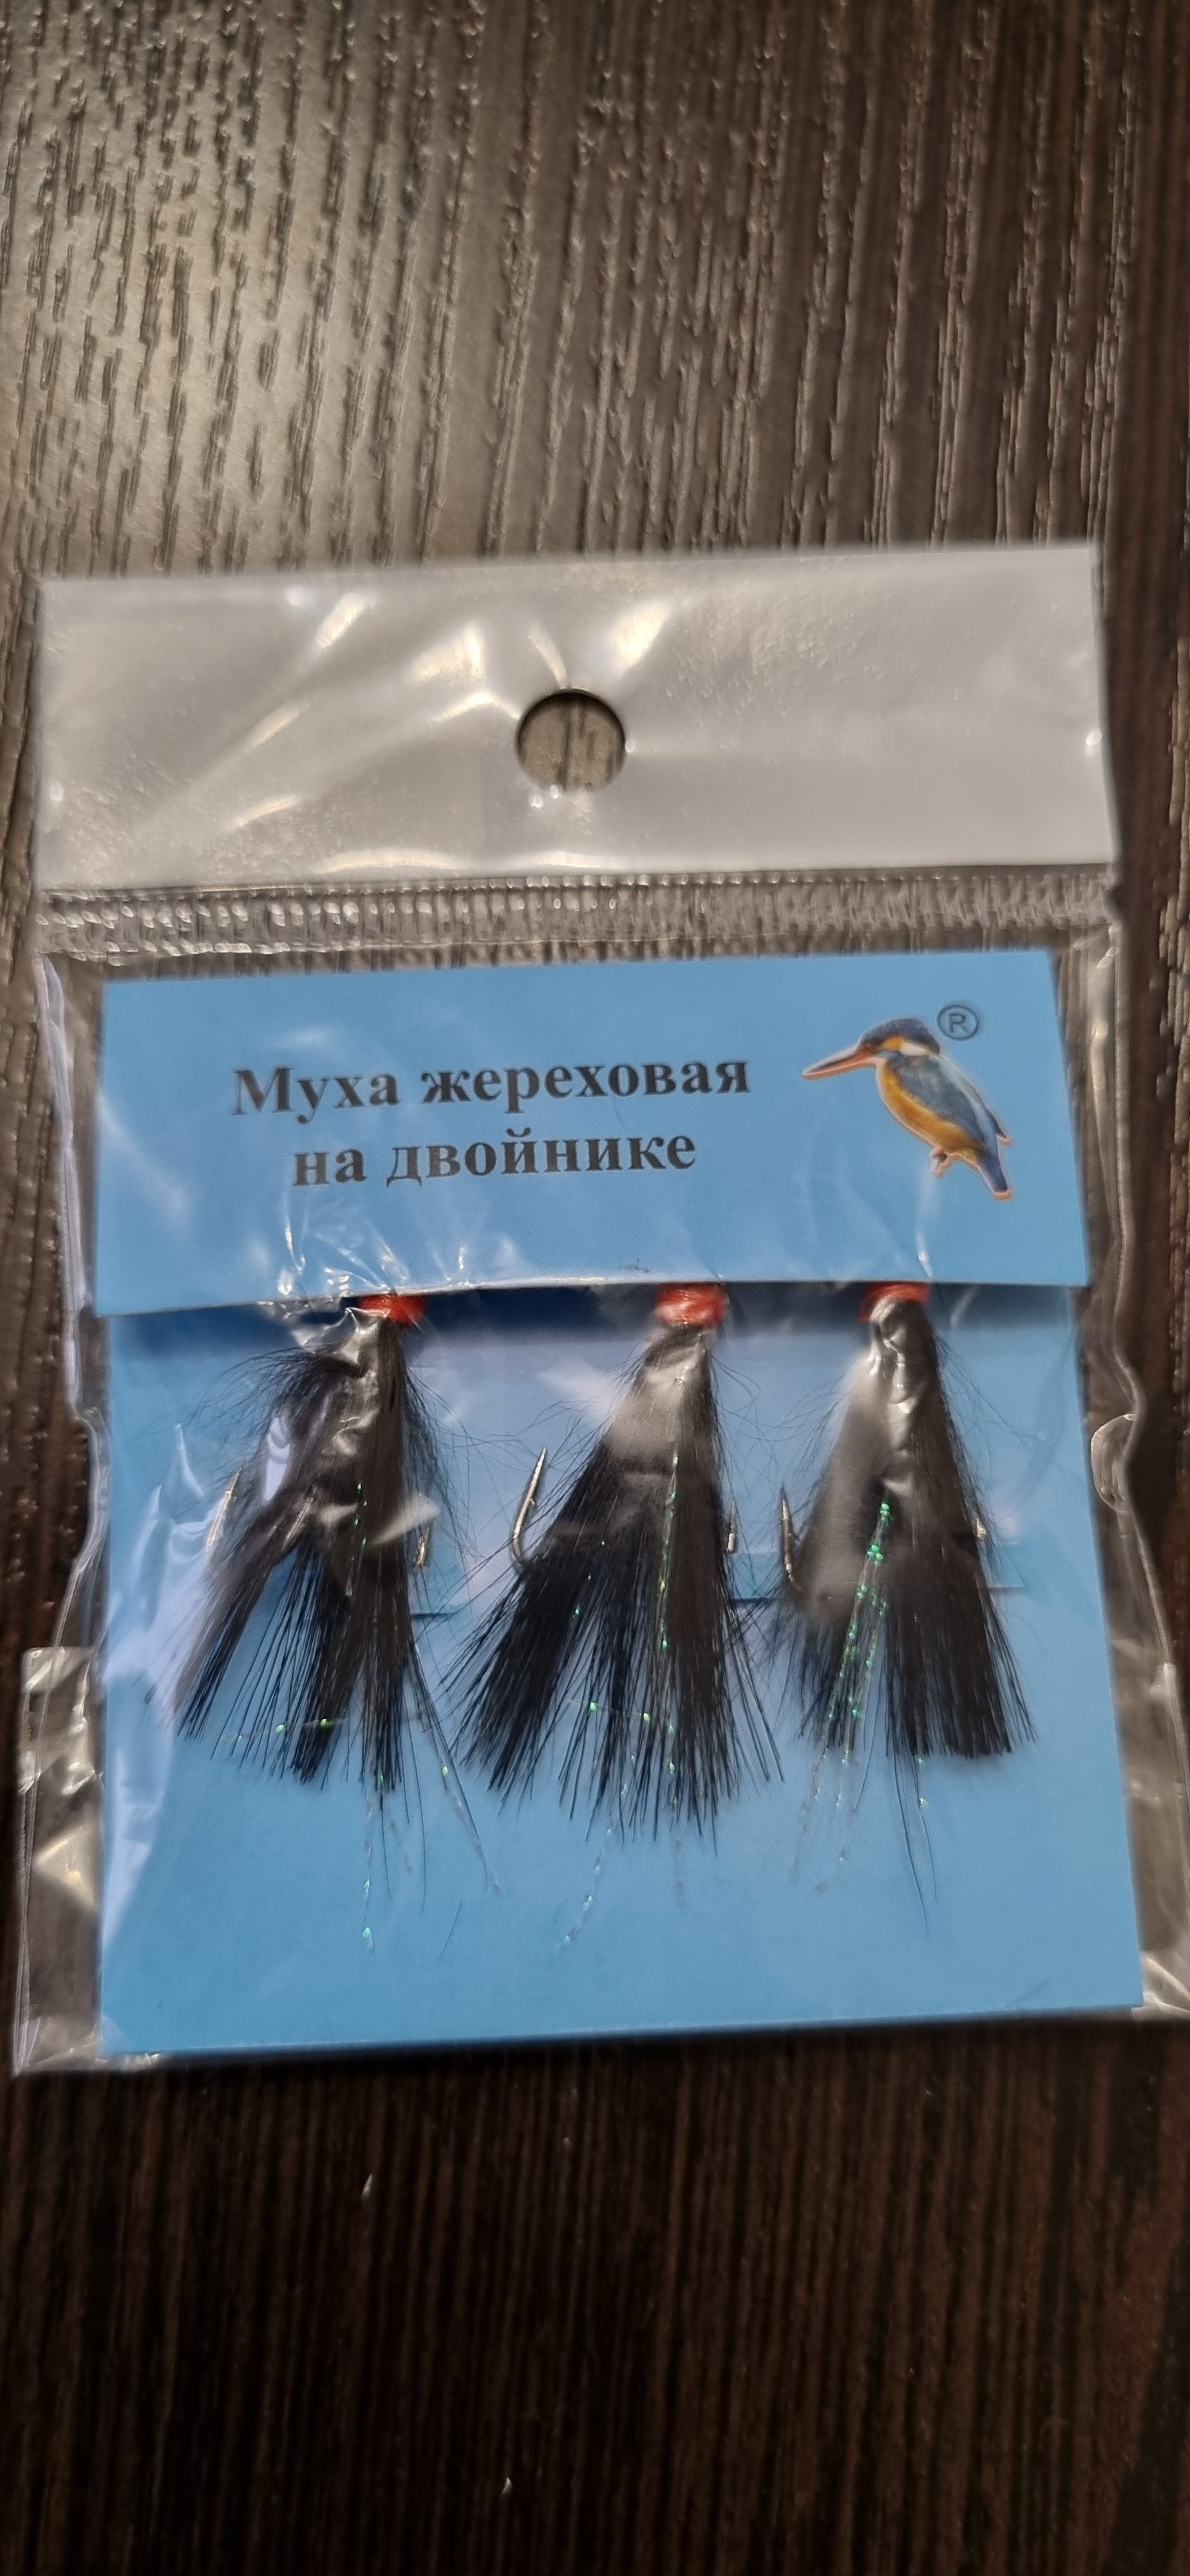 Муха жереховая
на двойнике
®